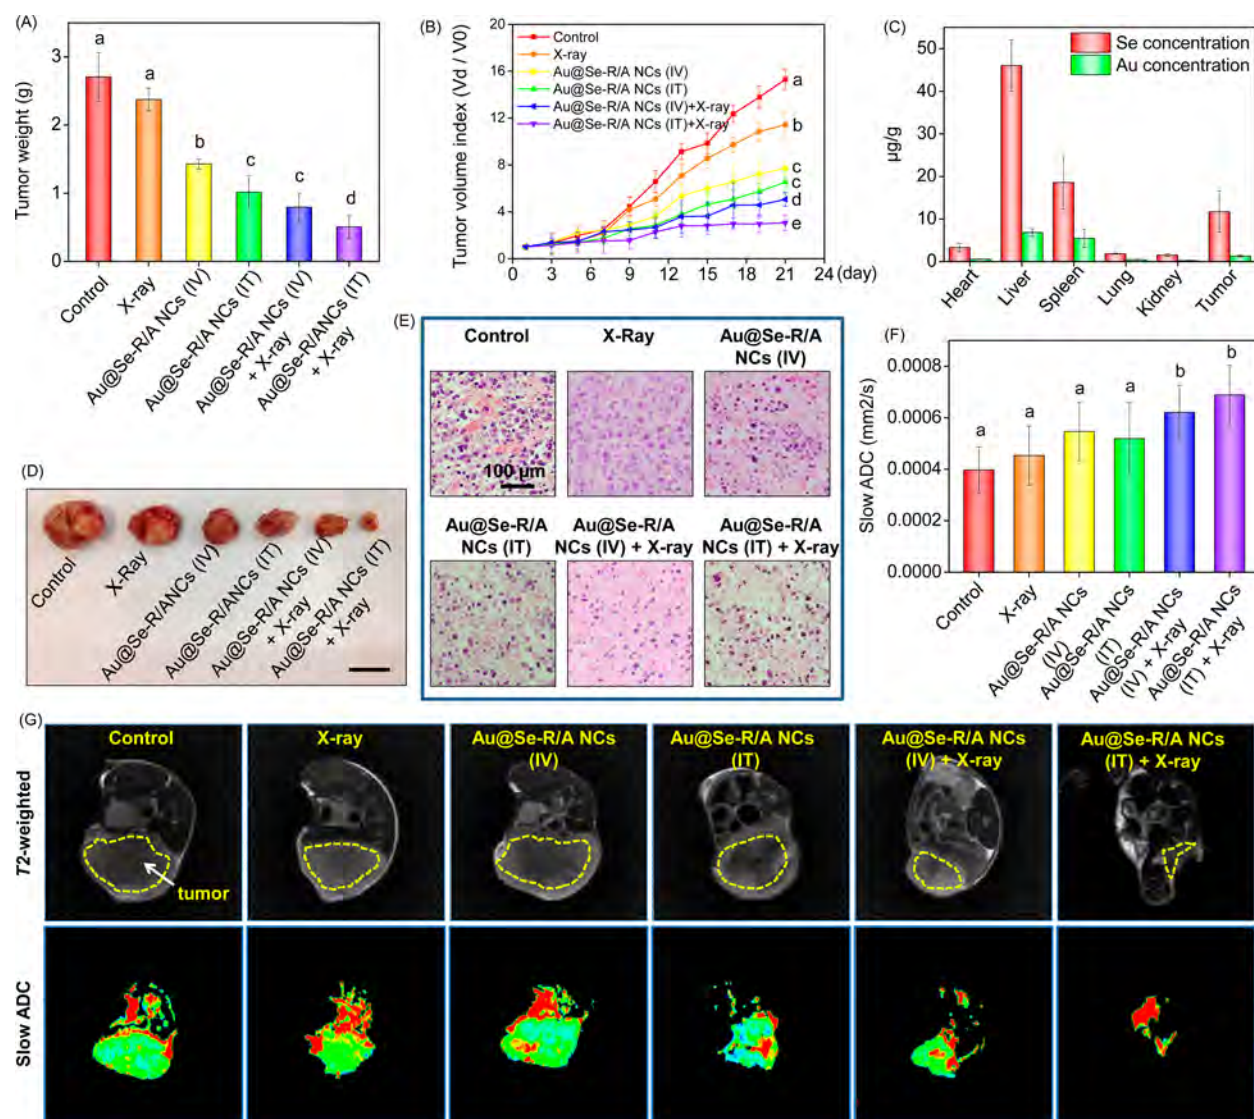 (A)
Tumor weight (g)
3
2
1
0
a
a
b
c
c
d
Control
X-ray
Au@Se-R/A NCs (IV)
Au@Se-R/A NCs (IT)
Au@Se-R/A NCs (IV)
+ X-ray
Au@Se-R/ANCs (IT)
+ X-ray
(B)
Tumor volume index (Vd / V0)
20
16
12
8
4
0
Control
X-ray
Au@Se-R/A NCs (IV)
Au@Se-R/A NCs (IT)
Au@Se-R/A NCs (IV)+X-ray
Au@Se-R/A NCs (IT)+X-ray
a
b
c
c
d
e
0 3 6 9 12 15 18 21 24 (day)
(C)
µg/g
50
40
30
20
10
0
Se concentration
Au concentration
Heart
Liver
Spleen
Lung
Kidney
Tumor
(D)
Control
X-Ray
Au@Se-R/ANCs (IV)
Au@Se-R/ANCs (IT)
Au@Se-R/A NCs (IV)
+ X-ray
Au@Se-R/A NCs (IT)
+ X-ray
(E)
Control
X-Ray
Au@Se-R/A
NCs (IV)
100 µm
Au@Se-R/A
NCs (IT)
Au@Se-R/A
NCs (IV) + X-ray
Au@Se-R/A
NCs (IT) + X-ray
(F)
Slow ADC (mm2/s)
0.0008
0.0006
0.0004
0.0002
0.0000
a
a
a
a
b
b
Control
X-ray
Au@Se-R/A NCs
(IV)
Au@Se-R/A NCs
(IT)
Au@Se-R/A NCs
(IV) + X-ray
Au@Se-R/A NCs
(IT) + X-ray
(G)
T2-weighted
Control
tumor
X-ray
Au@Se-R/A NCs
(IV)
Au@Se-R/A NCs
(IT)
Au@Se-R/A NCs
(IV) + X-ray
Au@Se-R/A NCs
(IT) + X-ray
Slow ADC